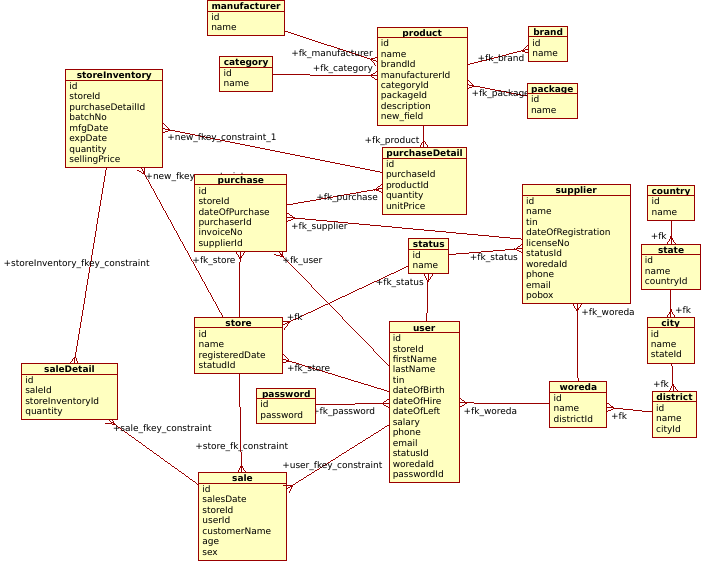 manufacturer
id
name
category
id
name
product
id
name
brandId
manufacturerId
categoryId
packageId
description
new_field
brand
id
name
package
id
name
+fk_manufacturer
+fk_category
+fk_brand
+fk_package
storeInventory
id
storeId
purchaseDetailId
batchNo
mfgDate
expDate
quantity
sellingPrice
+new_fkey_constraint_1
+fk_product
purchaseDetail
id
purchaseId
productId
quantity
unitPrice
purchase
id
storeId
dateOfPurchase
purchaserId
invoiceNo
supplierId
+fk_purchase
+fk_supplier
supplier
id
name
tin
dateOfRegistration
licenseNo
statusId
woredaId
phone
email
pobox
country
id
name
+fk
state
id
name
countryId
+fk
city
id
name
stateId
+fk
district
id
name
cityId
status
id
name
+fk_status
+fk_status
+fk_store
+fk_user
+storeInventory_fkey_constraint
store
id
name
registeredDate
statudId
+fk
+fk_store
user
id
storeId
firstName
lastName
tin
dateOfBirth
dateOfHire
dateOfLeft
salary
phone
email
statusId
woredaId
passwordId
+fk_woreda
woreda
id
name
districtId
+fk
+fk_woreda
password
id
password
+fk_password
saleDetail
id
saleId
storeInventoryId
quantity
+sale_fkey_constraint
+store_fk_constraint
+user_fkey_constraint
sale
id
salesDate
storeId
userId
customerName
age
sex